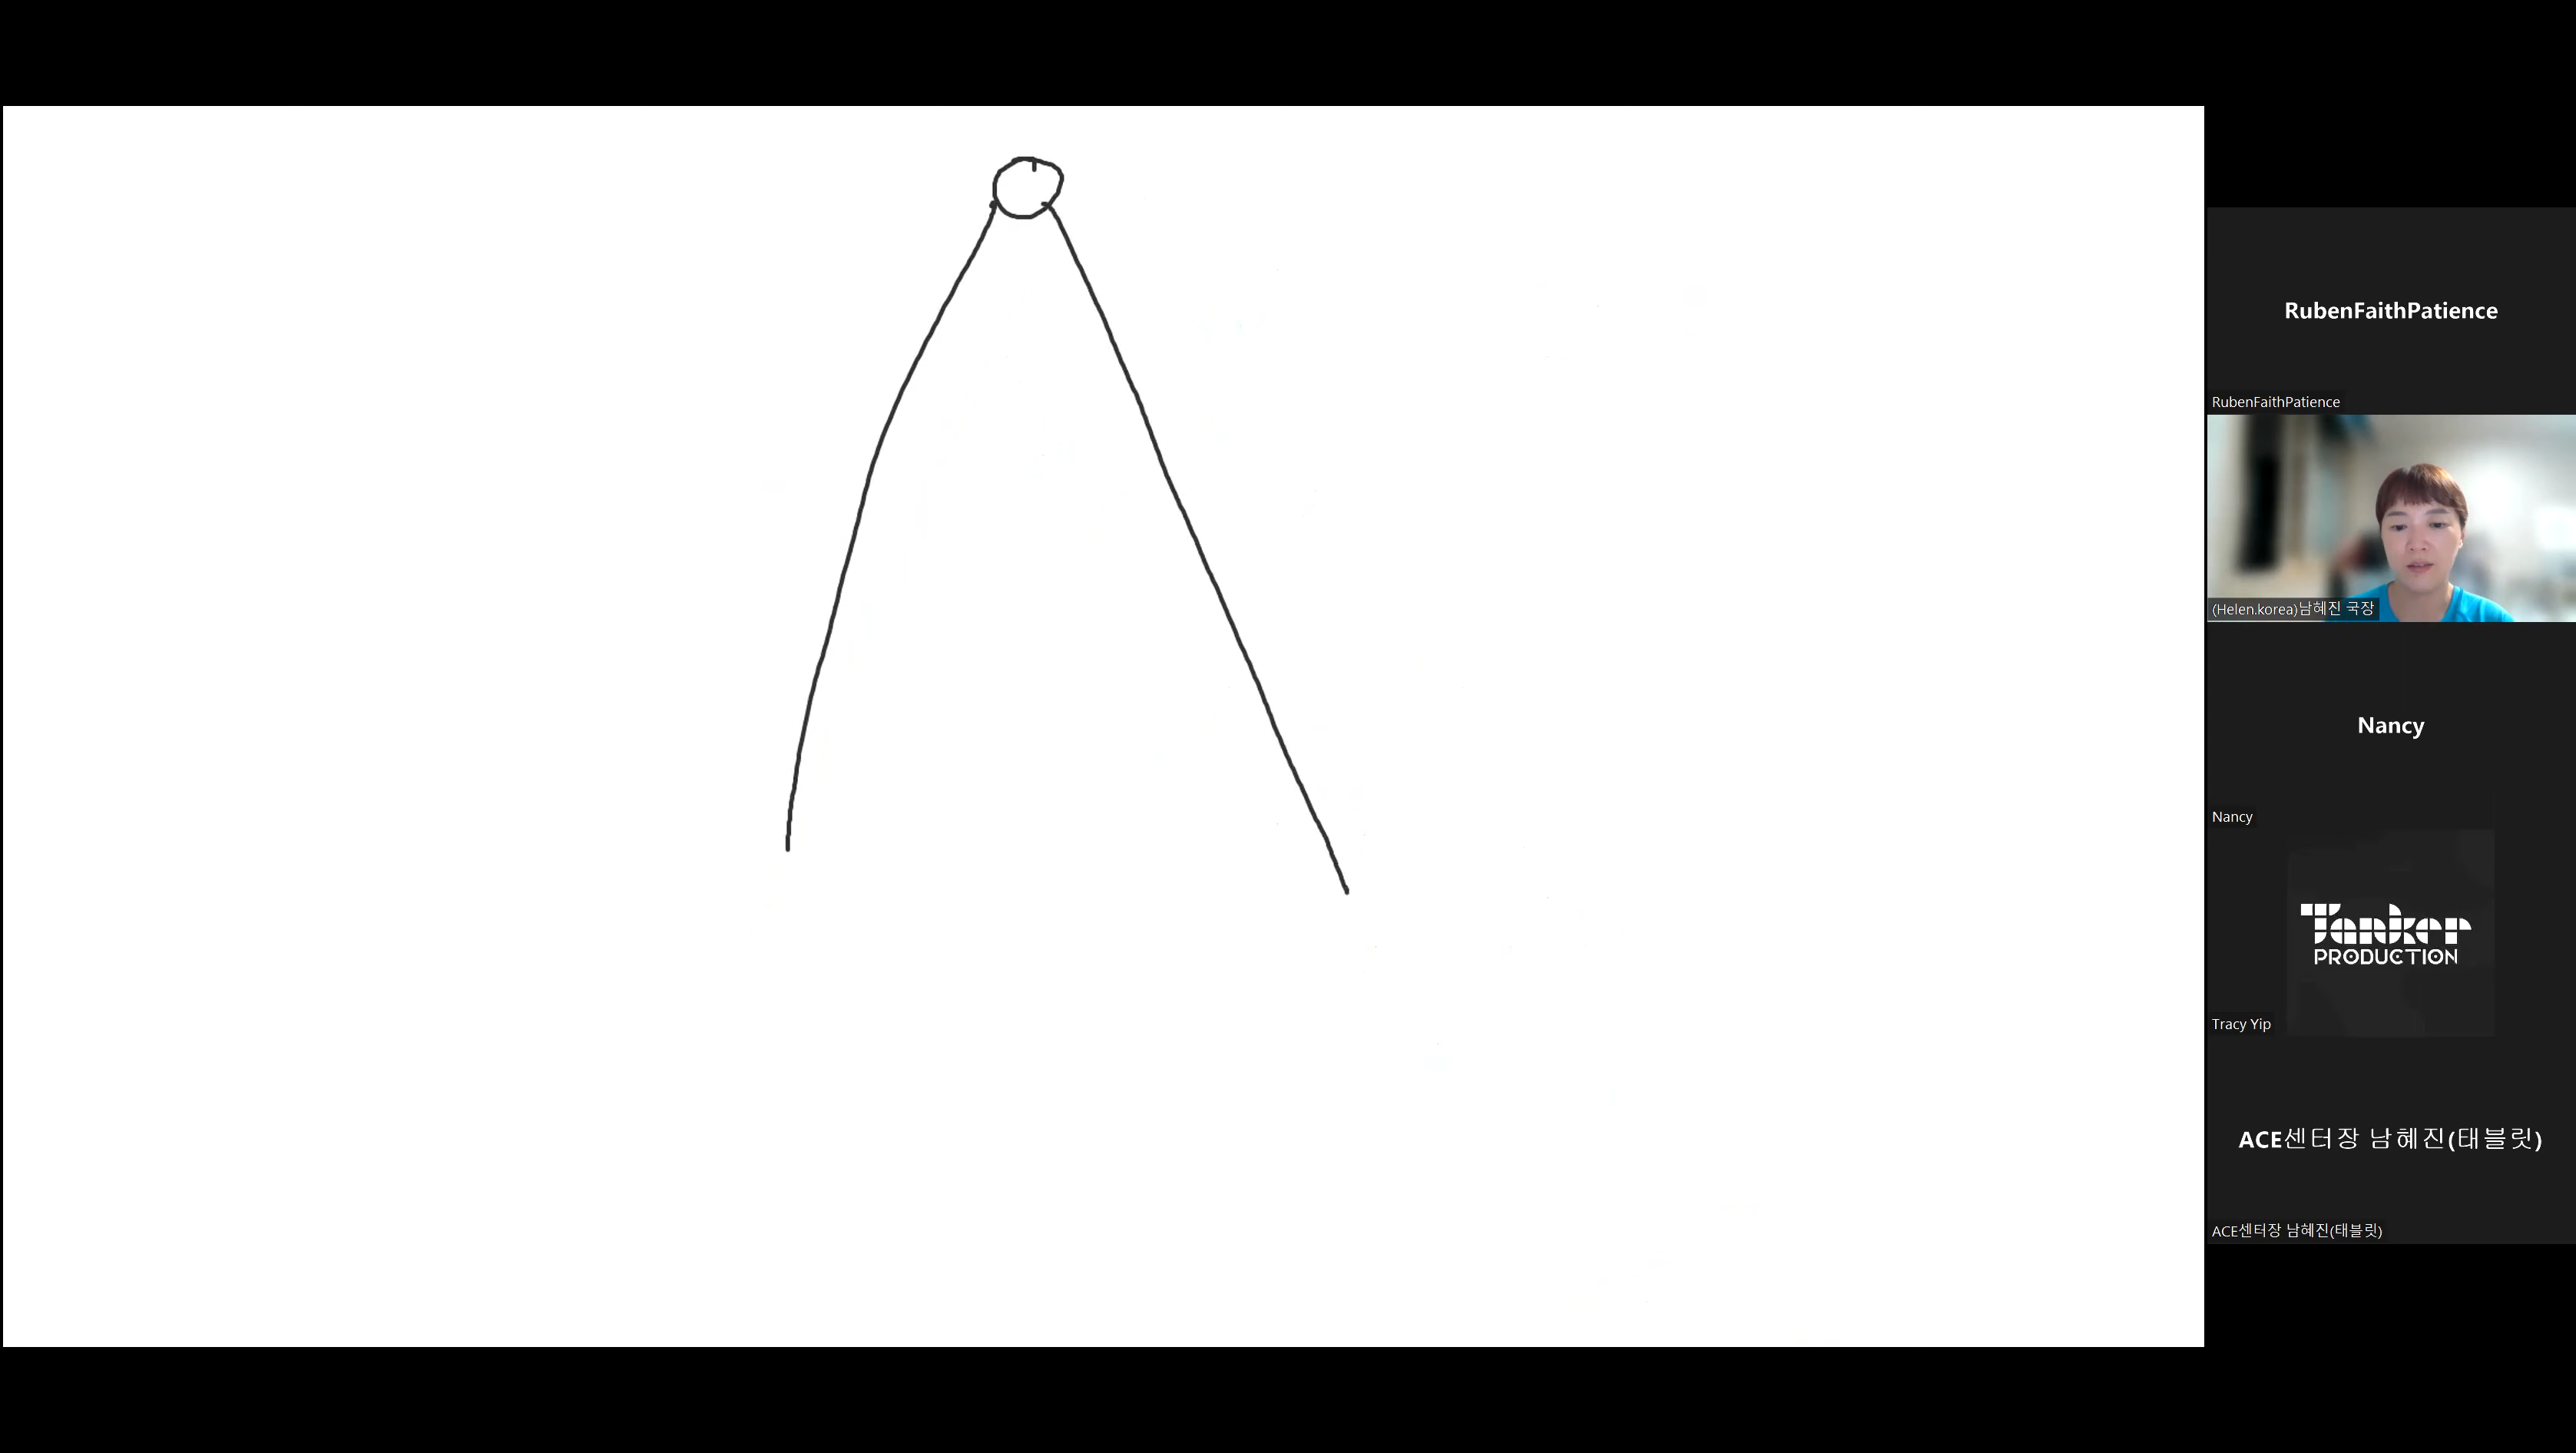 RubenFaithPatience
RubenFaithPatience
(Helen.korea)남혜진 국장
Nancy
Nancy
Tanker
PRODUCTION
Tracy Yip
ACE센터장 남혜진(태블릿)
ACE센터장 남혜진(태블릿)